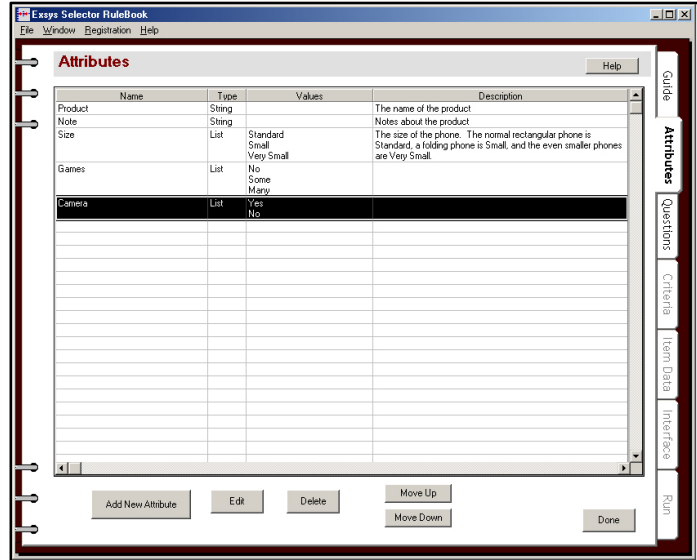 Exsys Selector RuleBook
File Window Registration Help
Attributes
Help
Name Type Values Description
Product String The name of the product
Note String Notes about the product
Size List Standard The size of the phone. The normal rectangular phone is
Small Standard, a folding phone is Small, and the even smaller phones
Very Small are Very Small.
Games List No
Some
Many
Camera List Yes
No
Add New Attribute Edit Delete Move Up
Move Down Done
Guide
Attributes
Questions
Criteria
Item Data
Interface
Run